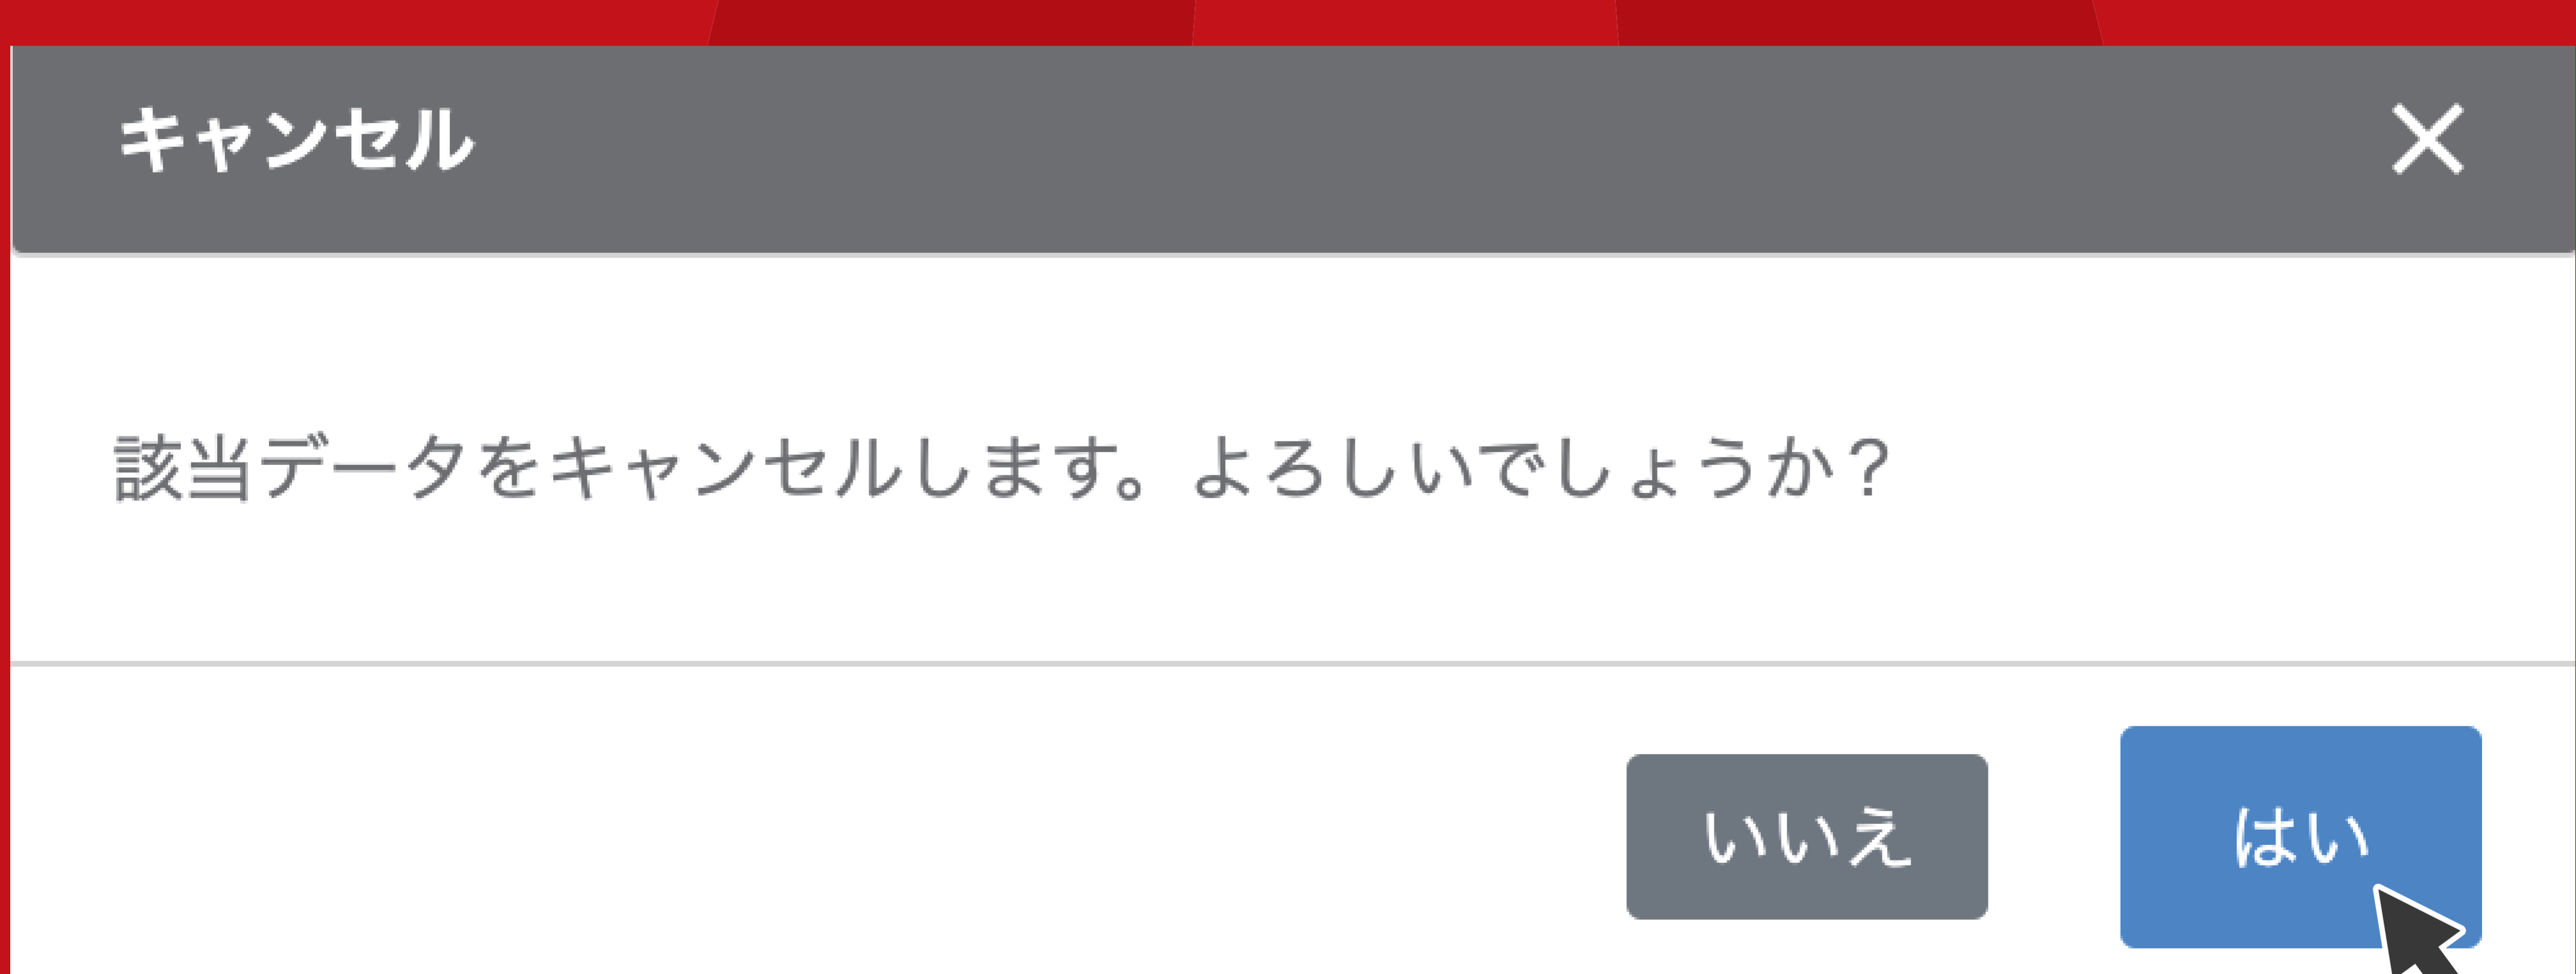 キャンセル
該当データをキャンセルします。よろしいでしょうか？
いいえ
はい